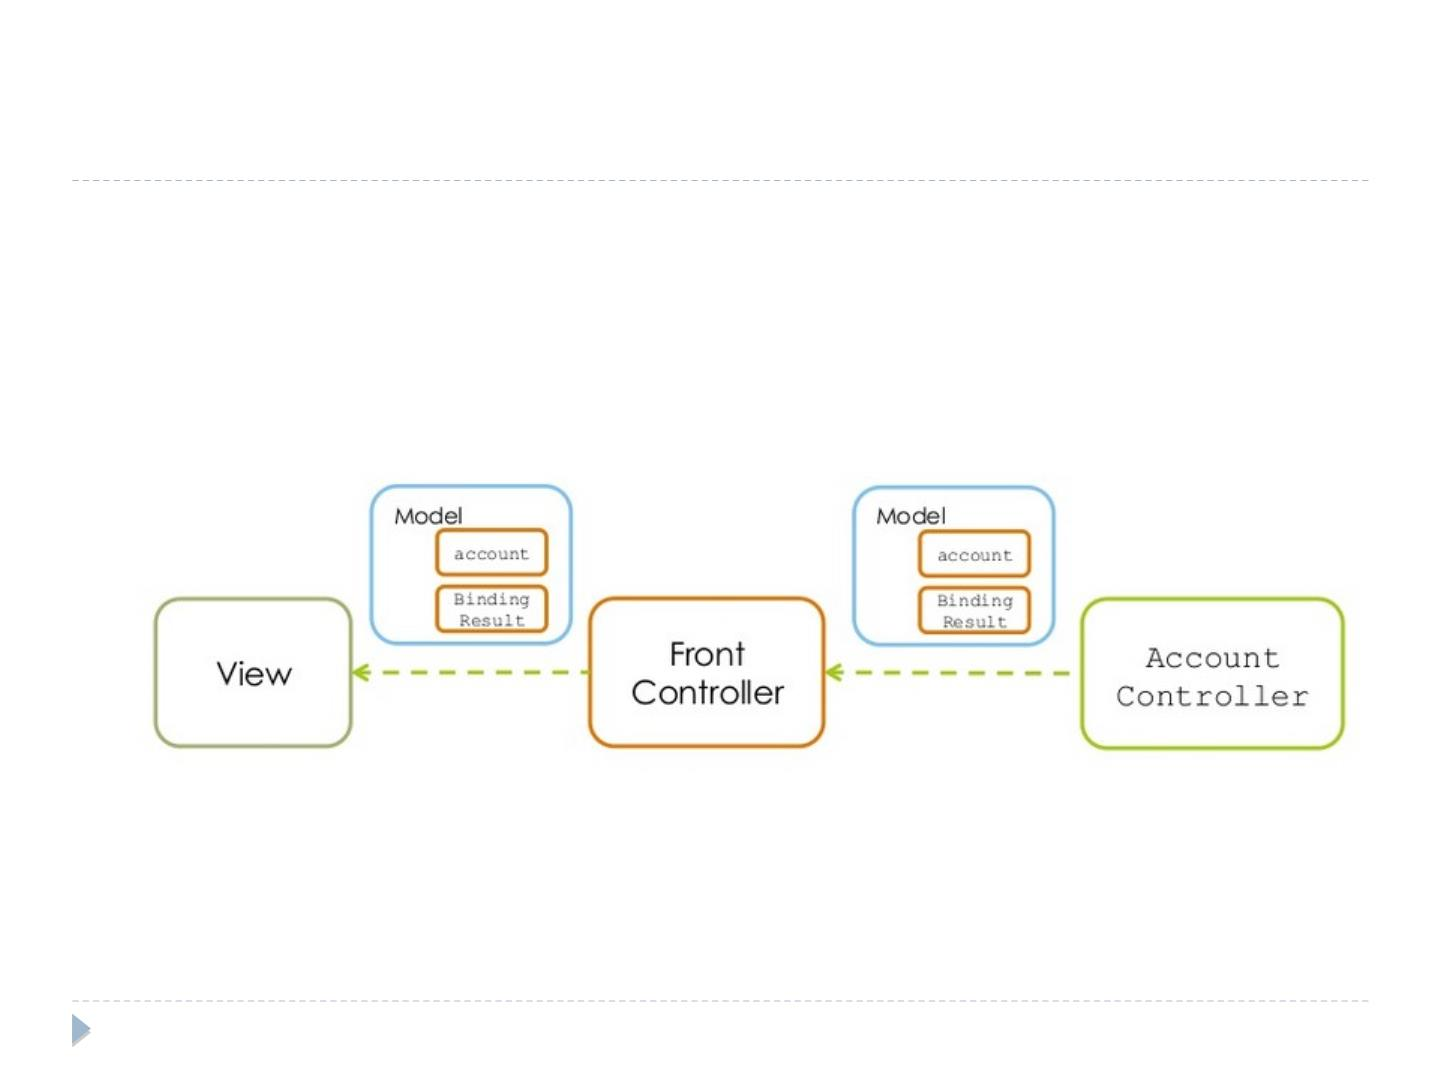 Model
account
Binding
Result
Model
account
Binding
Result
View
Front
Controller
Account
Controller